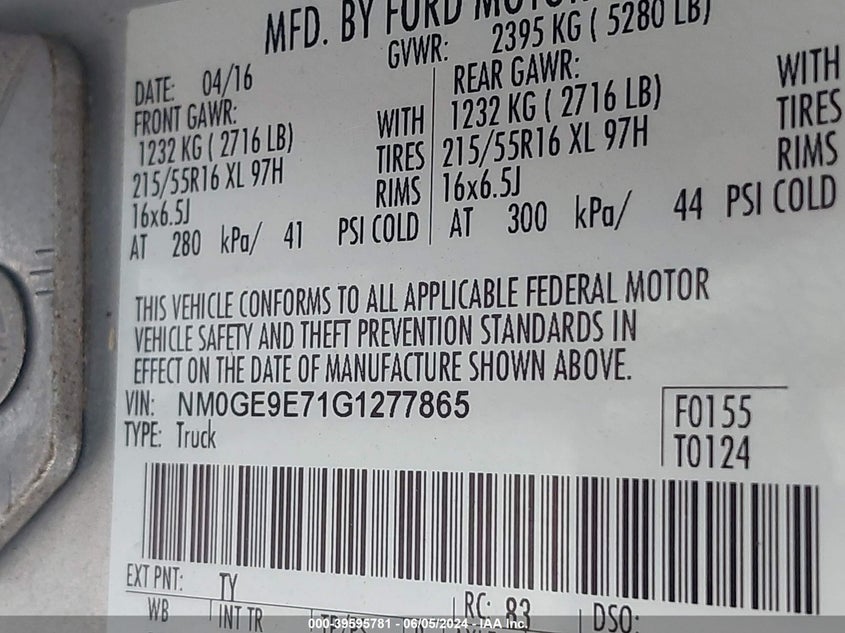 MFD. BY FORD MOTOR
GVWR: 2395 KG ( 5280 LB)
DATE: 04/16
FRONT GAWR:
1232 KG ( 2716 LB) WITH
215/55R16 XL 97H TIRES
16x6.5J RIMS
AT 280 kPa/ 41 PSI COLD
REAR GAWR: WITH
1232 KG ( 2716 LB) TIRES
215/55R16 XL 97H RIMS
16x6.5J
AT 300 kPa/ 44 PSI COLD
THIS VEHICLE CONFORMS TO ALL APPLICABLE FEDERAL MOTOR
VEHICLE SAFETY AND THEFT PREVENTION STANDARDS IN
EFFECT ON THE DATE OF MANUFACTURE SHOWN ABOVE.
VIN: NM0GE9E71G1277865
TYPE: Truck
F0155
T0124
EXT PNT: TY RC: 83 DSO:
WB INT TR
000-39595781 - 06/05/2024 - IAA Inc.